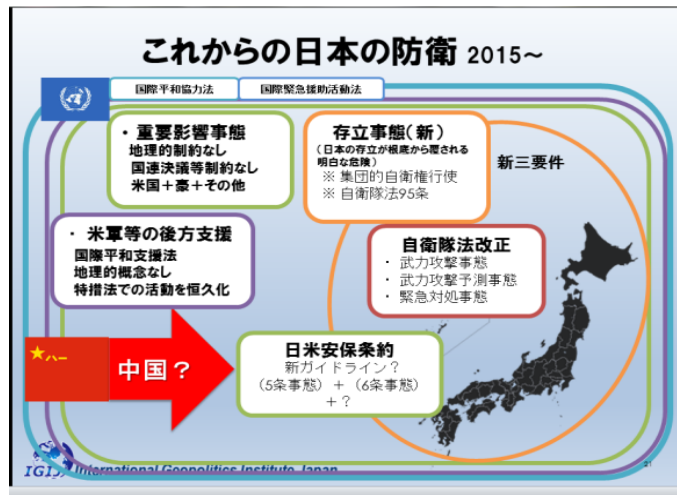 これからの日本の防衛 2015～
国際平和協力法
国際緊急援助活動法
・ 重要影響事態
地理的制約なし
国連決議等制約なし
米国＋豪＋その他
存立事態(新)
(日本の存立が根底から覆される
明白な危険)
※ 集団的自衛権行使
※ 自衛隊法95条
新三要件
・ 米軍等の後方支援
国際平和支援法
地理的概念なし
特措法での活動を恒久化
自衛隊法改正
・ 武力攻撃事態
・ 武力攻撃予測事態
・ 緊急対処事態
中国？
日米安保条約
新ガイドライン？
(5条事態) ＋ (6条事態)
＋？
IGIJ International Geopolitics Institute Japan
21